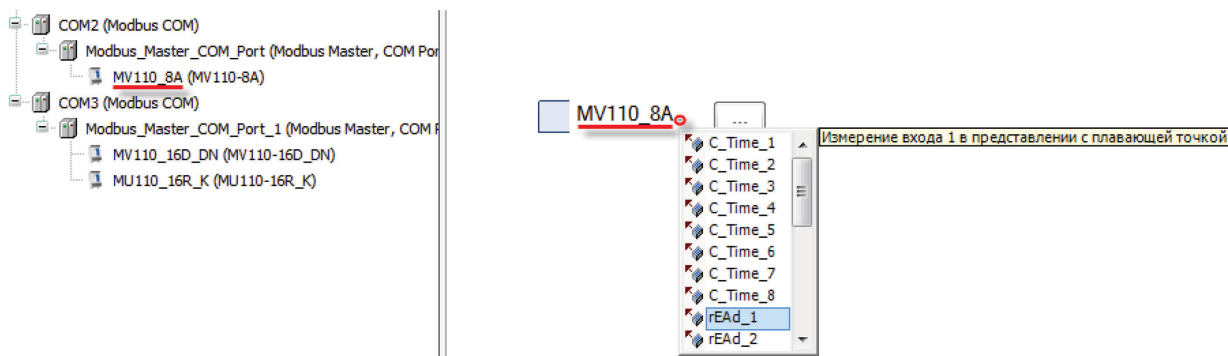 COM2 (Modbus COM)
Modbus_Master_COM_Port (Modbus Master, COM Por
MV110_8A (MV110-8A)
COM3 (Modbus COM)
Modbus_Master_COM_Port_1 (Modbus Master, COM P
MV110_16D_DN (MV110-16D_DN)
MU110_16R_K (MU110-16R_K)
MV110_8A
...
C_Time_1
C_Time_2
C_Time_3
C_Time_4
C_Time_5
C_Time_6
C_Time_7
C_Time_8
rEAd_1
rEAd_2
Измерение входа 1 в представлении с плавающей точкой